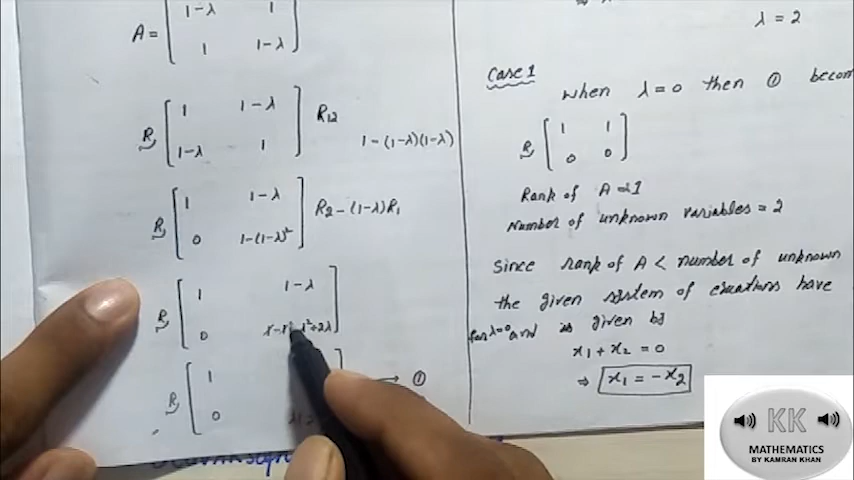 A =
1-λ 1
1 1-λ
R
1 1-λ
1-λ 1
R₁₂
1-(1-λ)(1-λ)
R
1 1-λ
0 1-(1-λ)²
R₂-(1-λ)R₁
R
1 1-λ
0
R
1
0
→ ①
λ = 2
Case 1
when λ = 0 then ①
R
1 1
0 0
Rank of A = 1
Number of unknown variables = 2
Since rank of A < number of unknown
the given system of equations have
for λ=0 and is given by
x₁ + x₂ = 0
⇒ x₁ = -x₂
KK
MATHEMATICS
BY KAMRAN KHAN